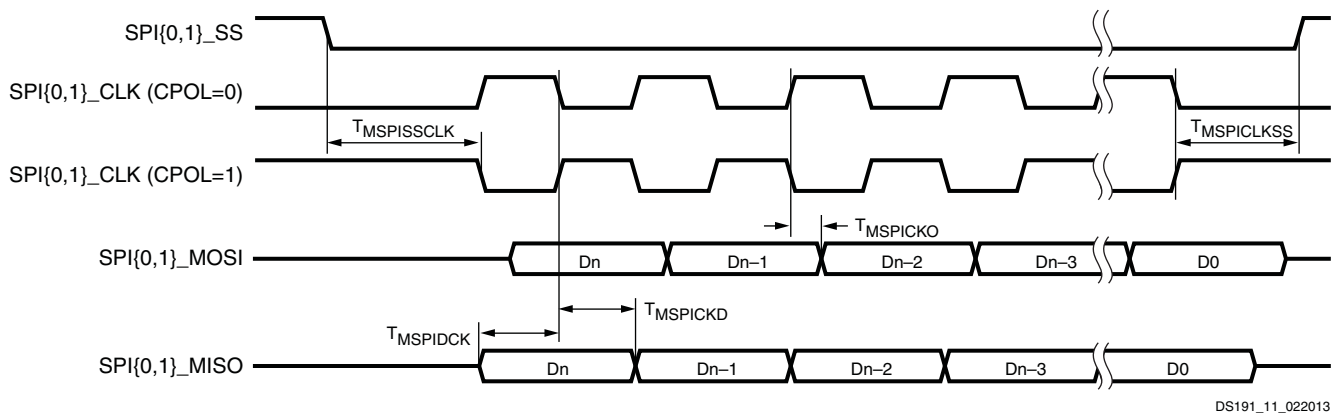 SPI{0,1}_SS
SPI{0,1}_CLK (CPOL=0)
TMSPISSCLK
TMSPICLKSS
SPI{0,1}_CLK (CPOL=1)
TMSPICKO
SPI{0,1}_MOSI
Dn Dn–1 Dn–2 Dn–3 D0
TMSPICKD
TMSPIDCK
SPI{0,1}_MISO
Dn Dn–1 Dn–2 Dn–3 D0
DS191_11_022013